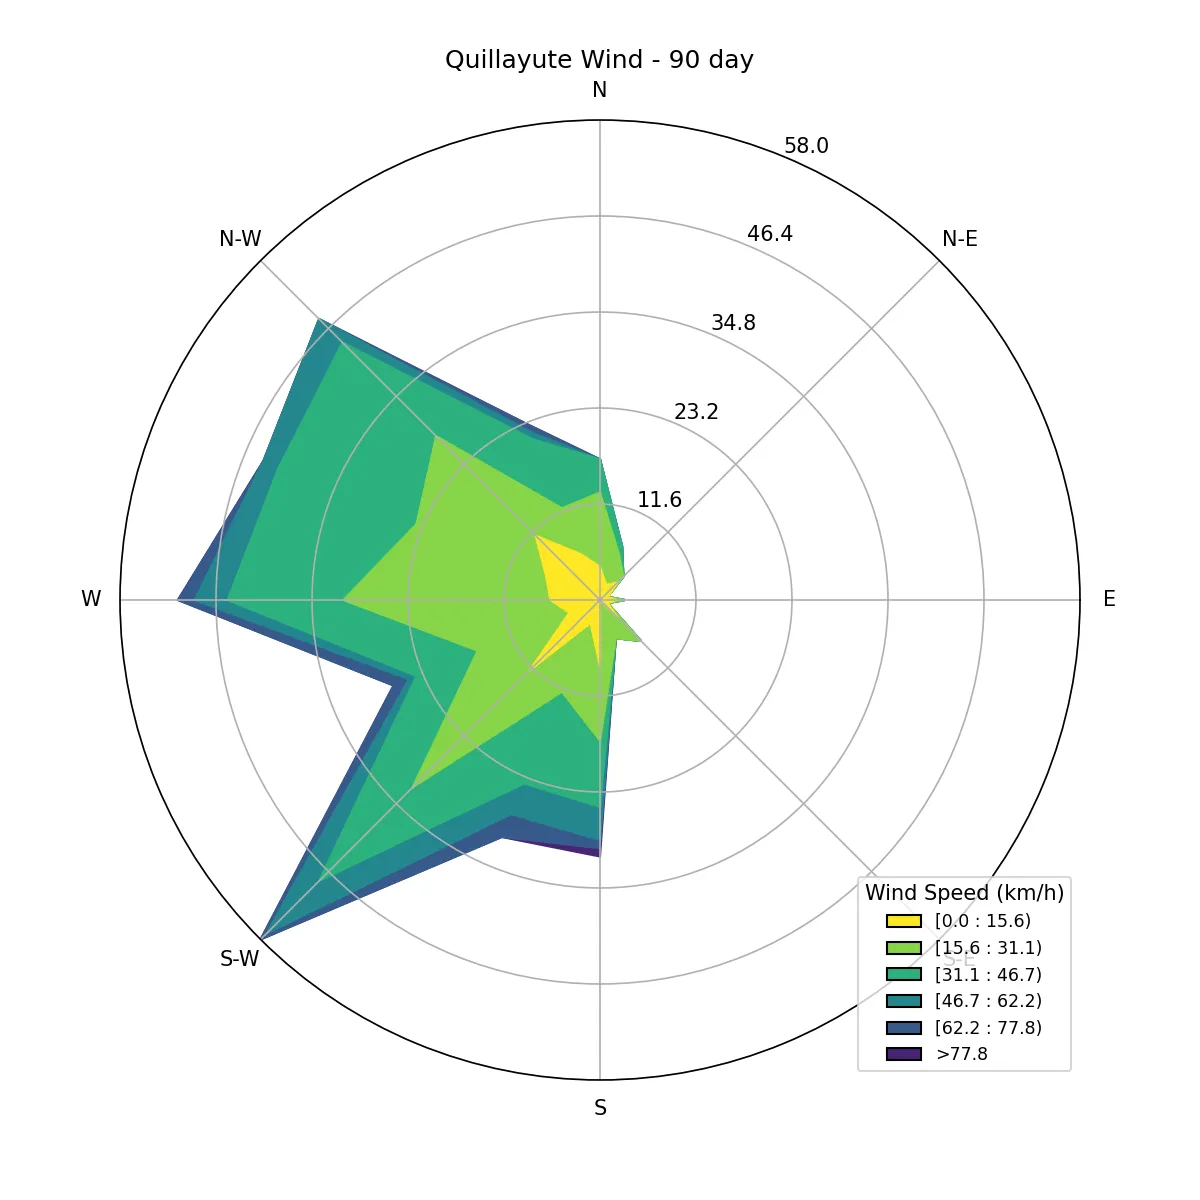 Quillayute Wind - 90 day
N
58.0
N-W
46.4
N-E
34.8
23.2
11.6
W
E
Wind Speed (km/h)
[0.0 : 15.6)
[15.6 : 31.1)
S-W
S-E
[31.1 : 46.7)
[46.7 : 62.2)
[62.2 : 77.8)
>77.8
S